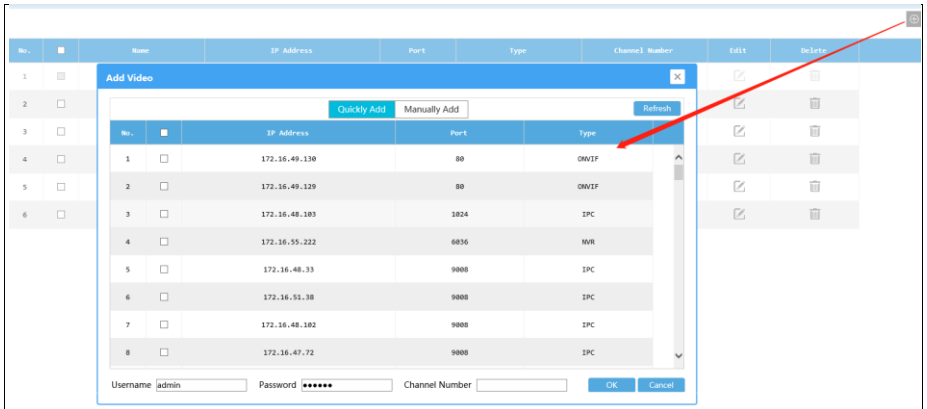 No. Name IP Address Port Type Channel Number Edit Delete
1
Add Video
2
Quickly Add Manually Add Refresh
3
No. IP Address Port Type
4
1 172.16.49.130 80 ONVIF
5
2 172.16.49.129 80 ONVIF
6
3 172.16.48.103 1024 IPC
4 172.16.55.222 6036 NVR
5 172.16.48.33 9008 IPC
6 172.16.51.38 9008 IPC
7 172.16.48.102 9008 IPC
8 172.16.47.72 9008 IPC
Username admin Password •••••• Channel Number OK Cancel